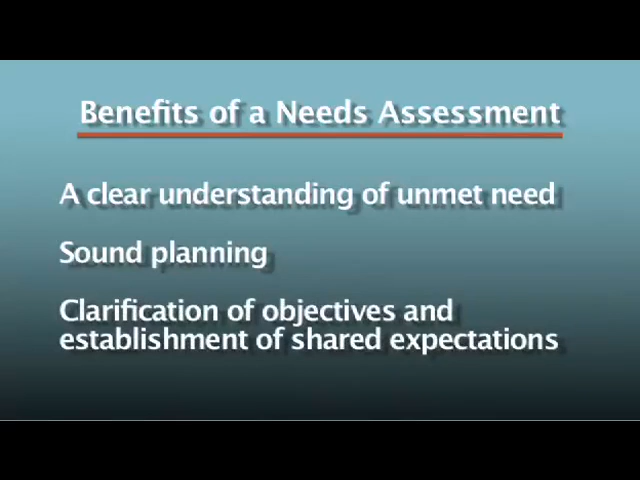 Benefits of a Needs Assessment
A clear understanding of unmet need
Sound planning
Clarification of objectives and
establishment of shared expectations